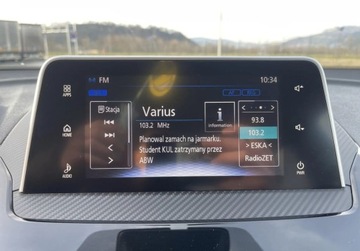 FM
10:34
APPS
HOME
AUDIO
Stacja
Varius
103.2 MHz
Planował zamach na jarmarku.
Student KUL zatrzymany przez
ABW
i
Information
93.8
103.2
> ESKA <
RadioZET
PWR